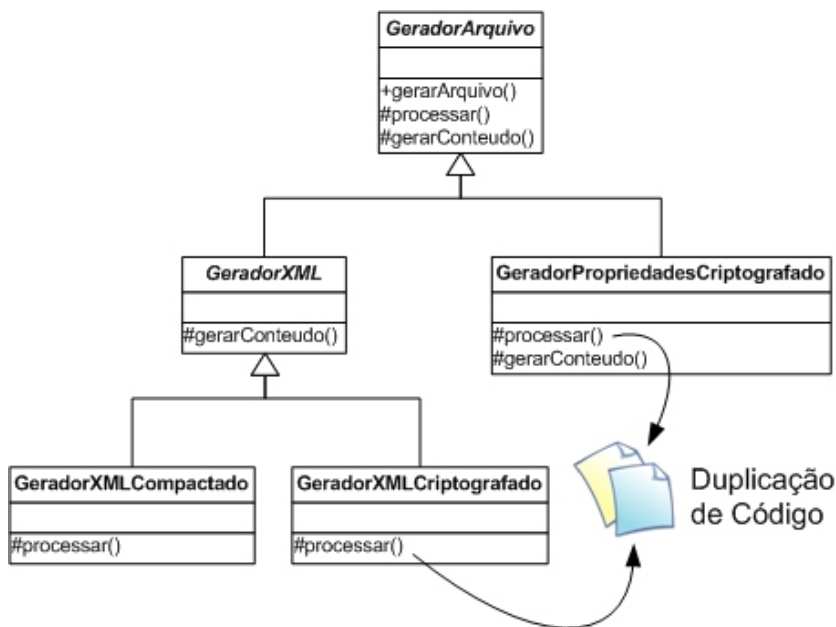 GeradorArquivo
+gerarArquivo()
#processar()
#gerarConteudo()
GeradorXML
#gerarConteudo()
GeradorPropriedadesCriptografado
#processar()
#gerarConteudo()
GeradorXMLCompactado
#processar()
GeradorXMLCriptografado
#processar()
Duplicação
de Código